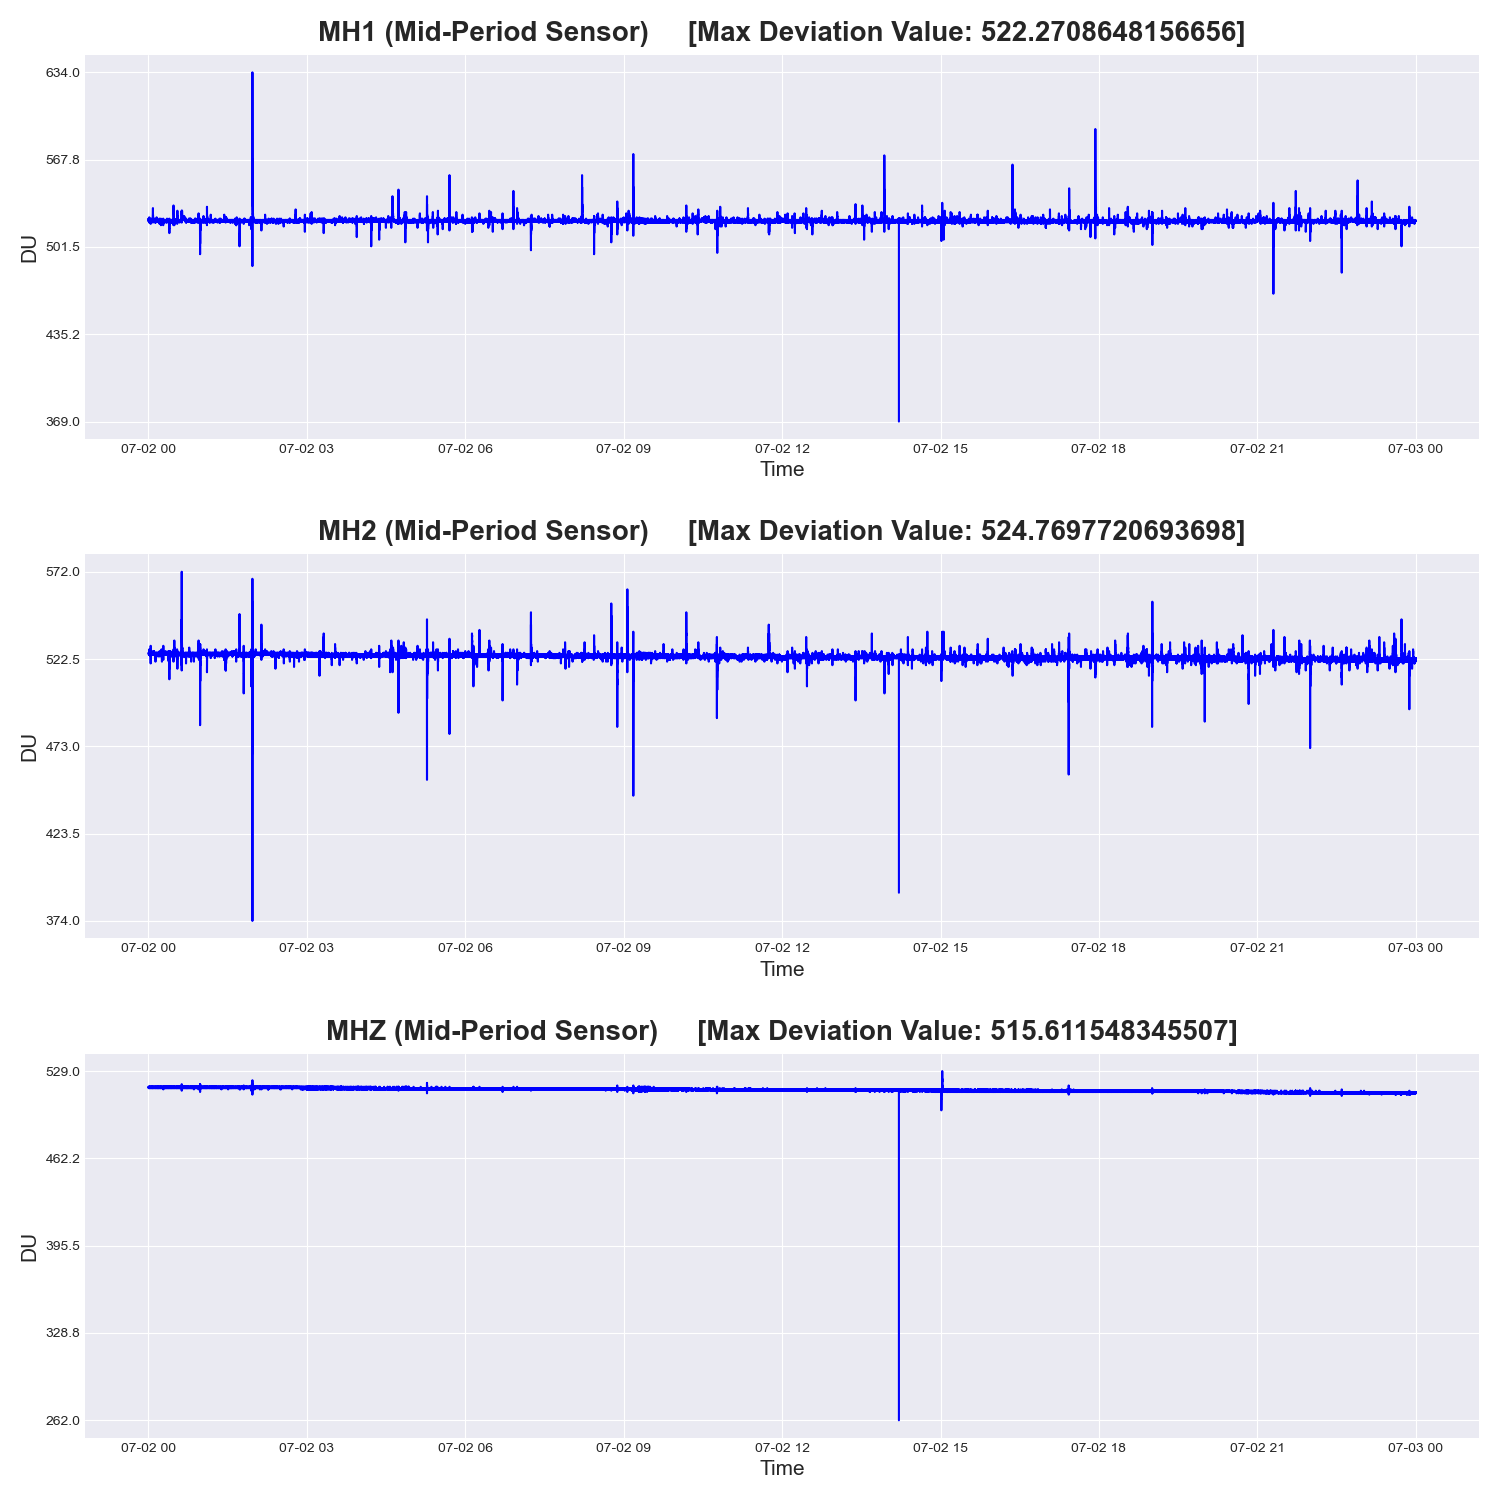 MH1 (Mid-Period Sensor) [Max Deviation Value: 522.2708648156656]
634.0
567.8
501.5
435.2
369.0
DU
07-02 00 07-02 03 07-02 06 07-02 09 07-02 12 07-02 15 07-02 18 07-02 21 07-03 00
Time
MH2 (Mid-Period Sensor) [Max Deviation Value: 524.7697720693698]
572.0
522.5
473.0
423.5
374.0
DU
07-02 00 07-02 03 07-02 06 07-02 09 07-02 12 07-02 15 07-02 18 07-02 21 07-03 00
Time
MHZ (Mid-Period Sensor) [Max Deviation Value: 515.611548345507]
529.0
462.2
395.5
328.8
262.0
DU
07-02 00 07-02 03 07-02 06 07-02 09 07-02 12 07-02 15 07-02 18 07-02 21 07-03 00
Time